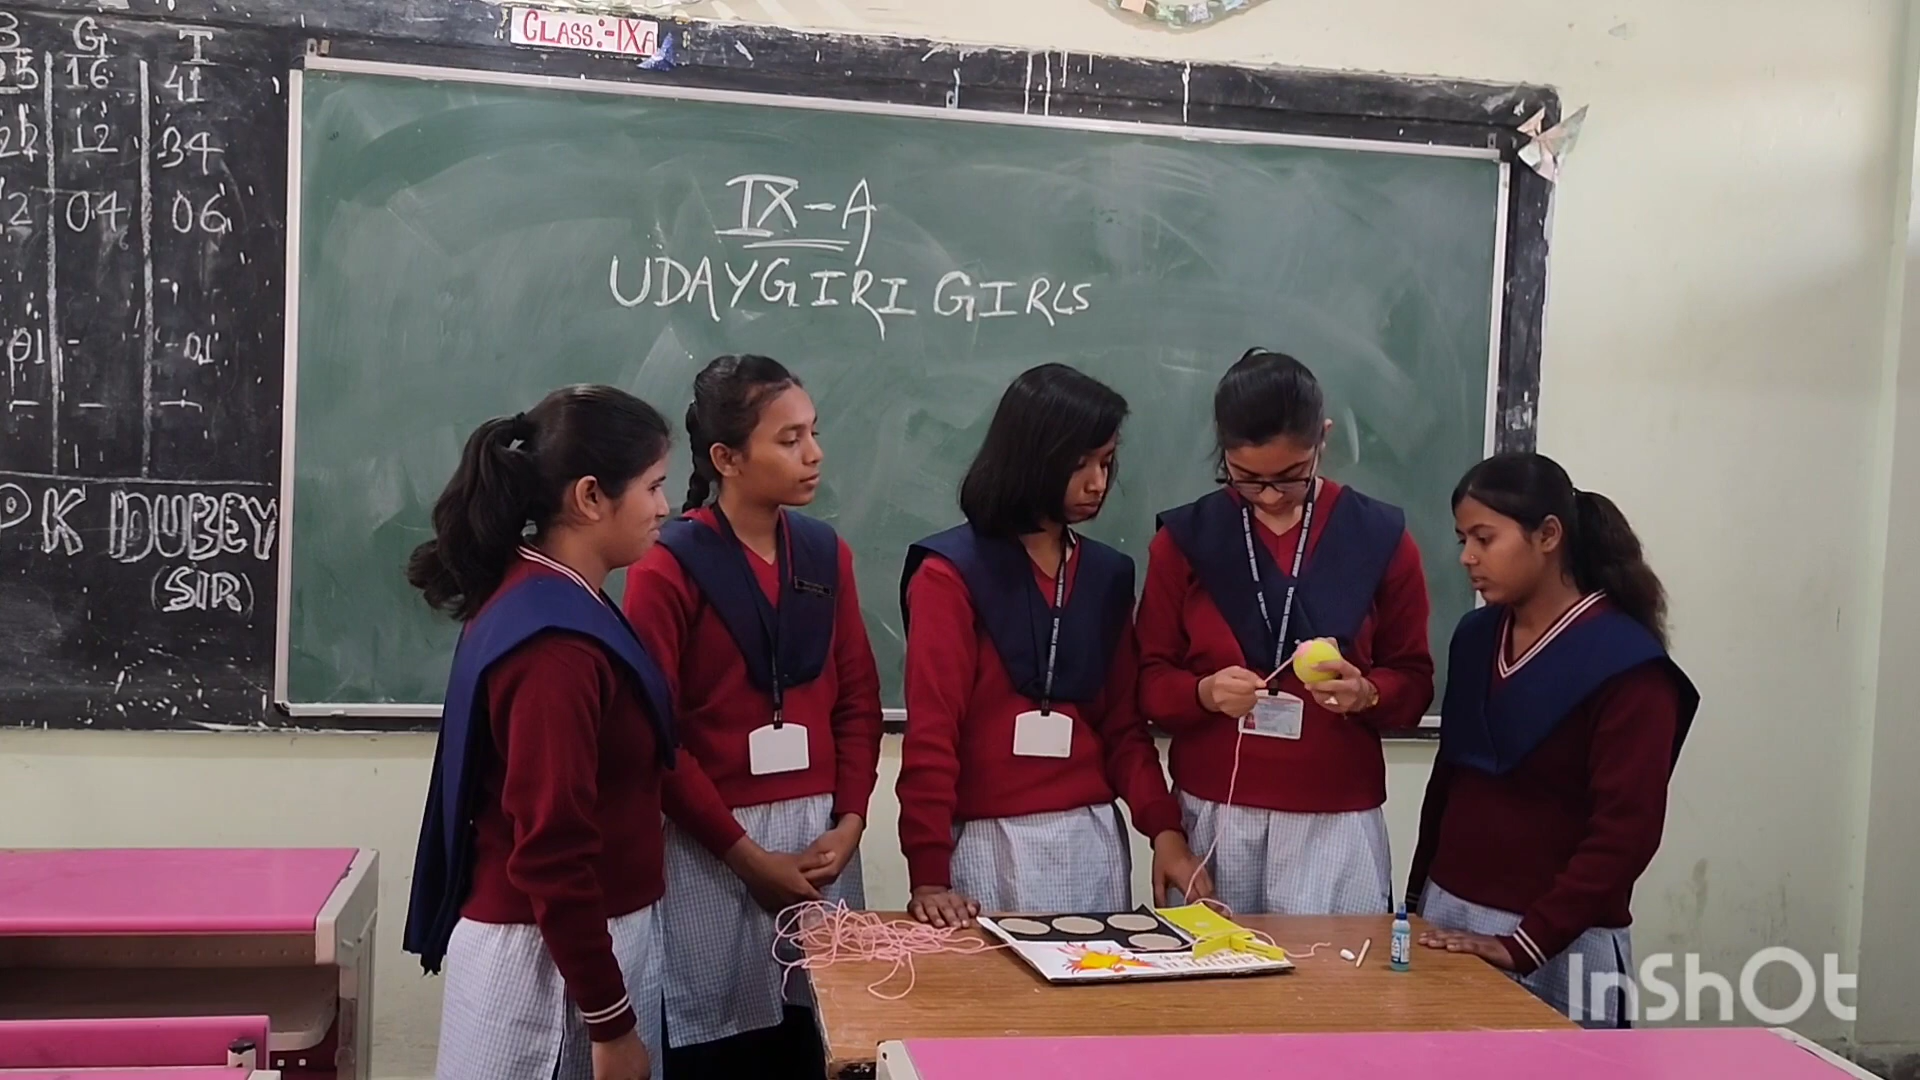 CLASS:-IXA
G T
25 16 41
22 12 34
2 04 06
01 - -01
- - -
PK DUBEY
(SIR)
IX-A
UDAYGIRI GIRLS
InShOt